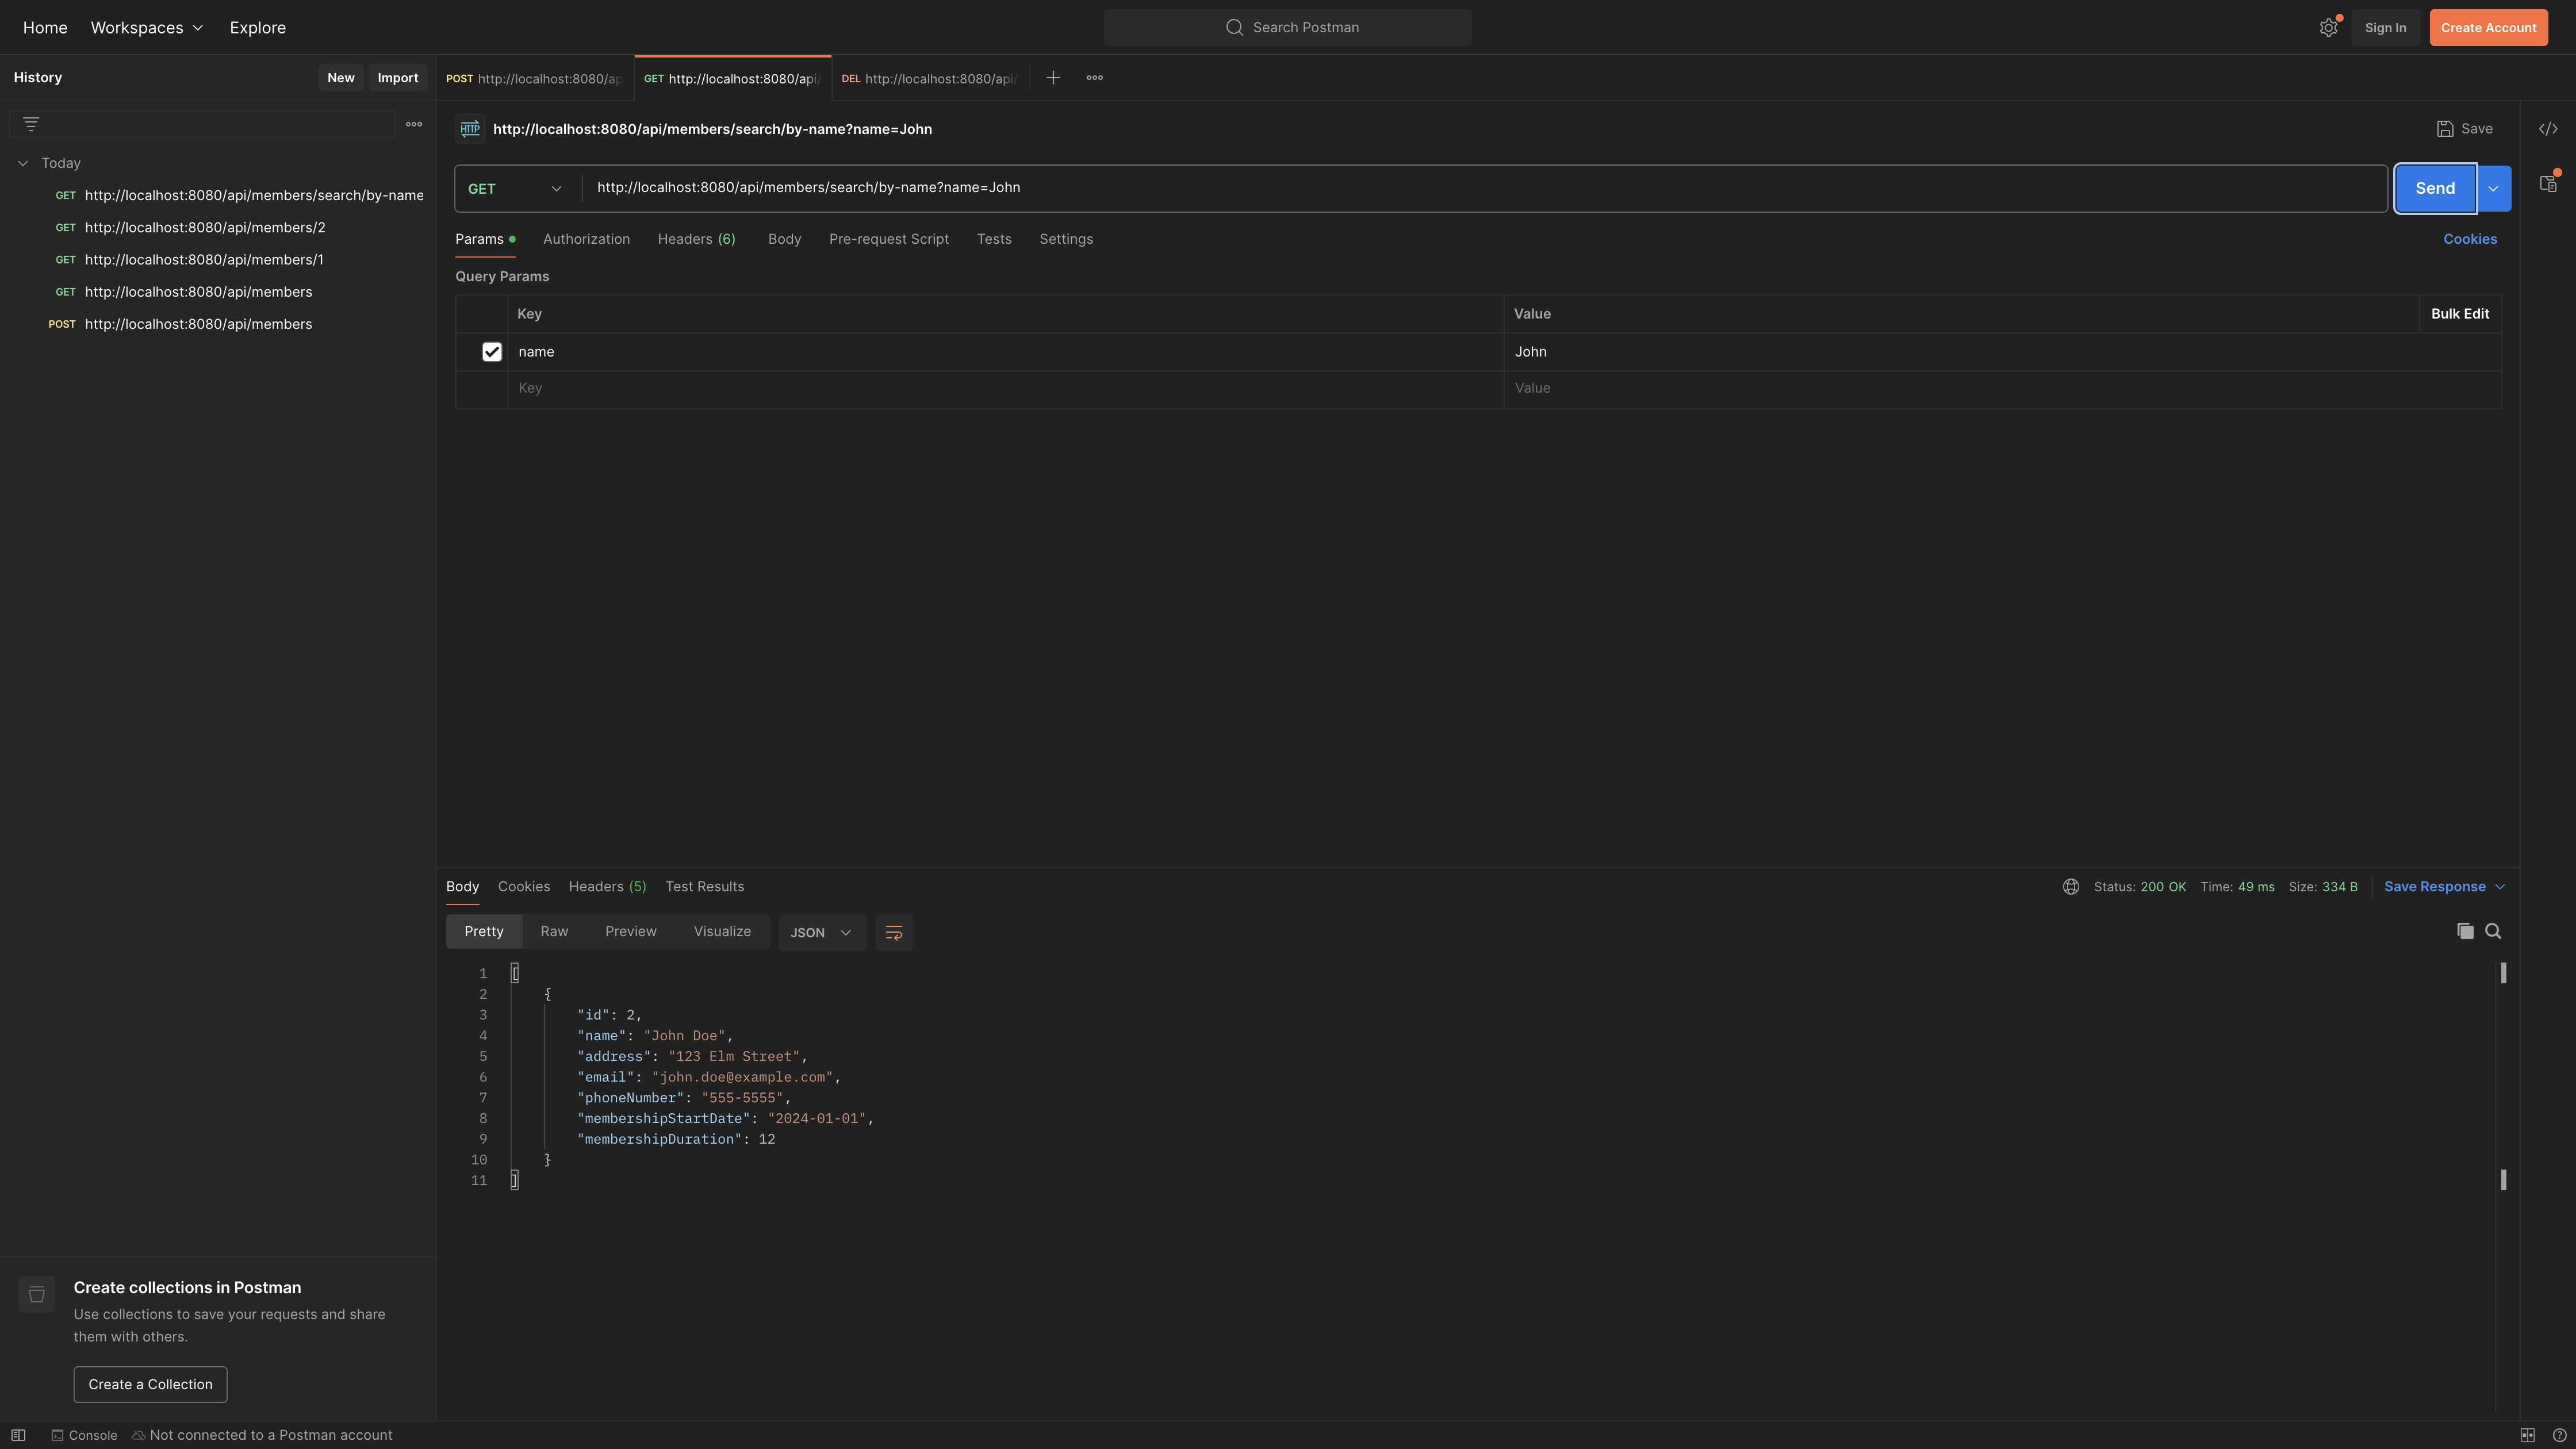 Home Workspaces Explore
Search Postman
Sign In Create Account
History New Import
POST http://localhost:8080/ap GET http://localhost:8080/api/ DEL http://localhost:8080/api/
HTTP http://localhost:8080/api/members/search/by-name?name=John
Save
Today
GET http://localhost:8080/api/members/search/by-name
GET http://localhost:8080/api/members/2
GET http://localhost:8080/api/members/1
GET http://localhost:8080/api/members
POST http://localhost:8080/api/members
GET http://localhost:8080/api/members/search/by-name?name=John
Send
Params Authorization Headers (6) Body Pre-request Script Tests Settings
Cookies
Query Params
Key Value Bulk Edit
name John
Key Value
Body Cookies Headers (5) Test Results
Status: 200 OK Time: 49 ms Size: 334 B Save Response
Pretty Raw Preview Visualize JSON
1 [
2 {
3 "id": 2,
4 "name": "John Doe",
5 "address": "123 Elm Street",
6 "email": "john.doe@example.com",
7 "phoneNumber": "555-5555",
8 "membershipStartDate": "2024-01-01",
9 "membershipDuration": 12
10 }
11 ]
Create collections in Postman
Use collections to save your requests and share
them with others.
Create a Collection
Console Not connected to a Postman account